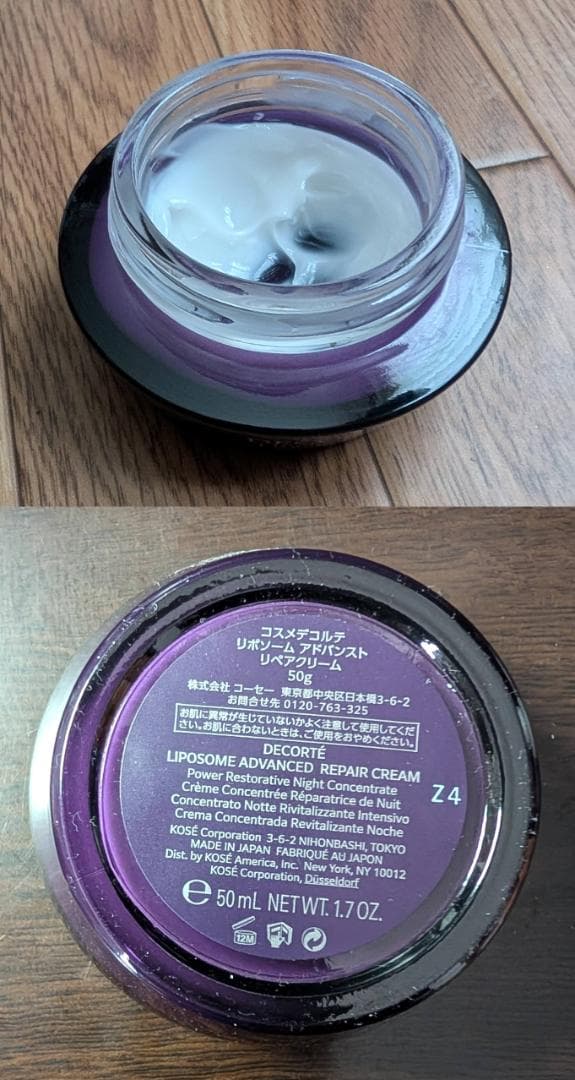 コスメデコルテ
リポソーム アドバンスト
リペアクリーム
50g
株式会社 コーセー 東京都中央区日本橋3-6-2
お問合せ先 0120-763-325
お肌に異常が生じていないかよく注意して使用してくだ
さい。お肌に合わないときは、ご使用をおやめください。
DECORTÉ
LIPOSOME ADVANCED REPAIR CREAM
Power Restorative Night Concentrate
Crème Concentrée Réparatrice de Nuit
Concentrato Notte Rivitalizzante Intensivo
Crema Concentrada Revitalizante Noche
KOSÉ Corporation 3-6-2 NIHONBASHI, TOKYO
MADE IN JAPAN FABRIQUÉ AU JAPON
Dist. by KOSÉ America, Inc. New York, NY 10012
KOSÉ Corporation, Düsseldorf
℮ 50 mL NET WT. 1.7 OZ.
12M
Z4